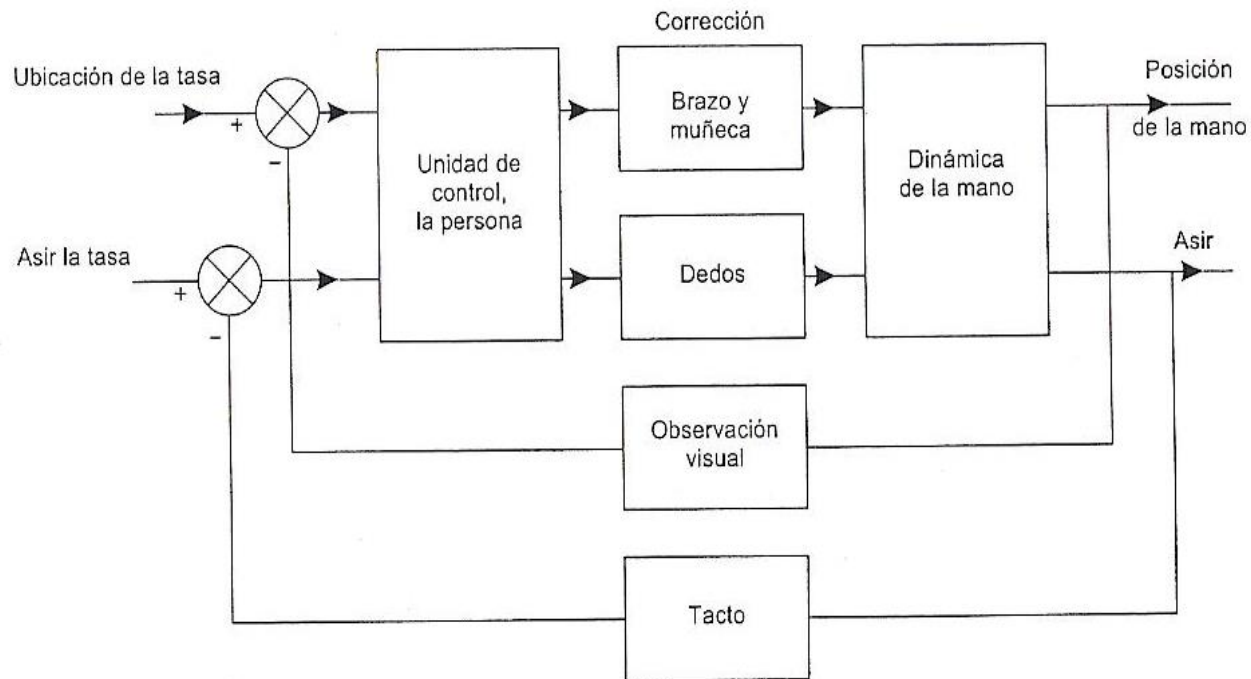 Corrección
Ubicación de la tasa
+
-
Unidad de
control,
la persona
Brazo y
muñeca
Dinámica
de la mano
Posición
de la mano
Asir la tasa
+
-
Dedos
Asir
Observación
visual
Tacto